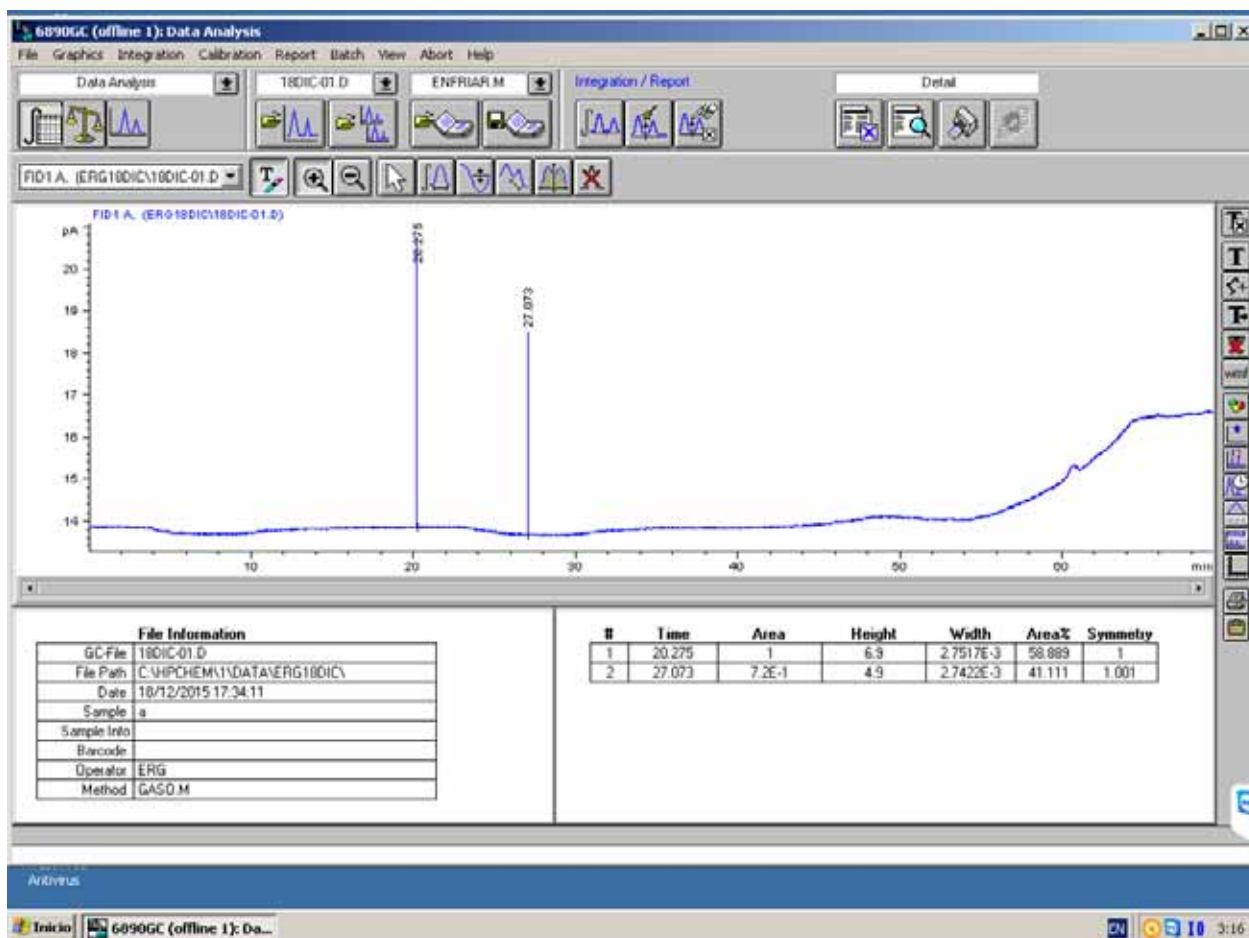 6890GC (offline 1): Data Analysis
File Graphics Integration Calibration Report Batch View Abort Help
Data Analysis 18DIC-01.D ENFRIAR.M Integration / Report Detail
FID1 A, (ERG18DIC\18DIC-01.D
FID1 A, (ERG18DIC\18DIC-01.D)
pA
20.275
20
27.073
19
18
17
16
15
14
10 20 30 40 50 60 min
File Information
GC-File 18DIC-01.D
File Path C:\HPCHEM\1\DATA\ERG18DIC\
Date 18/12/2015 17:34:11
Sample a
Sample Info
Barcode
Operator ERG
Method GASO.M
# Time Area Height Width Area% Symmetry
1 20.275 1 6.9 2.7517E-3 58.889 1
2 27.073 7.2E-1 4.9 2.7422E-3 41.111 1.001
Antivirus
Inicio 6890GC (offline 1): Da... EN 3:16